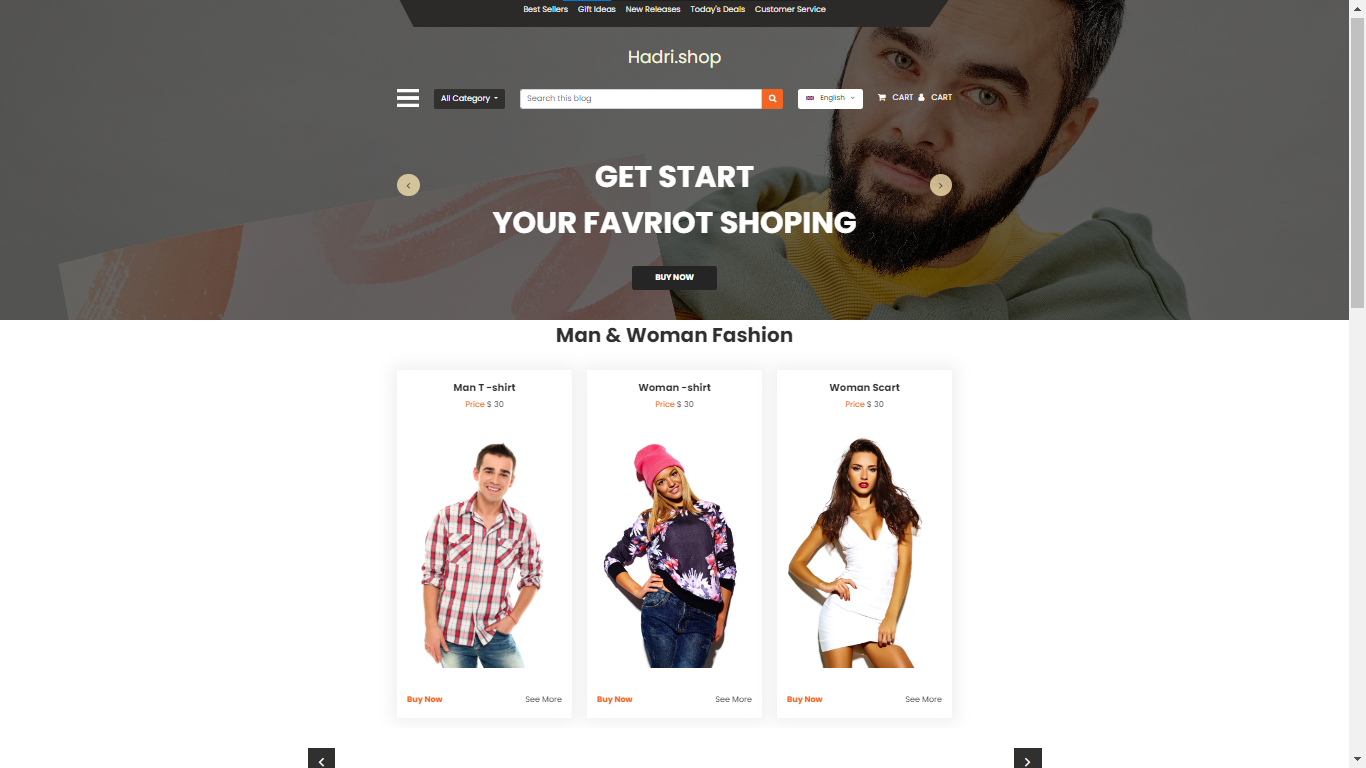 Best Sellers Gift Ideas New Releases Today's Deals Customer Service
Hadri.shop
All Category Search this blog English CART CART
GET START
YOUR FAVRIOT SHOPING
BUY NOW
Man & Woman Fashion
Man T -shirt Woman -shirt Woman Scart
Price $ 30 Price $ 30 Price $ 30
Buy Now See More Buy Now See More Buy Now See More